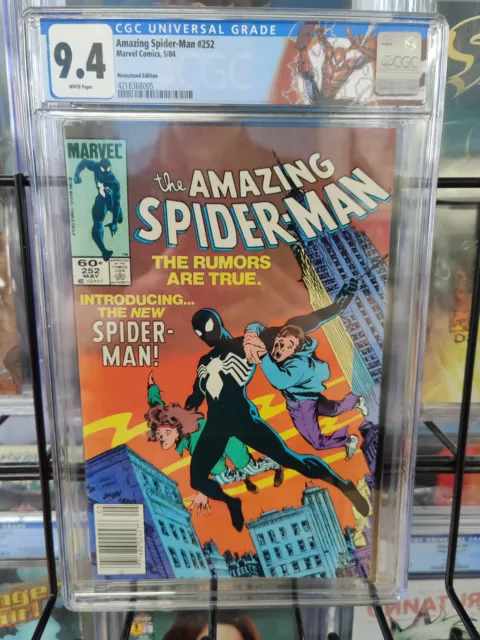 CGC UNIVERSAL GRADE
9.4
WHITE Pages
Amazing Spider-Man #252
Marvel Comics, 5/84
Newsstand Edition
4218368005
CGC
MARVEL
60¢
252
MAY
the AMAZING
SPIDER-MAN
THE RUMORS
ARE TRUE.
INTRODUCING...
THE NEW
SPIDER-
MAN!